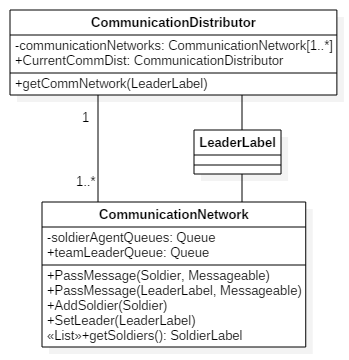 CommunicationDistributor
-communicationNetworks: CommunicationNetwork[1..*]
+CurrentCommDist: CommunicationDistributor
+getCommNetwork(LeaderLabel)
1
LeaderLabel
1..*
CommunicationNetwork
-soldierAgentQueues: Queue
+teamLeaderQueue: Queue
+PassMessage(Soldier, Messageable)
+PassMessage(LeaderLabel, Messageable)
+AddSoldier(Soldier)
+SetLeader(LeaderLabel)
«List»+getSoldiers(): SoldierLabel